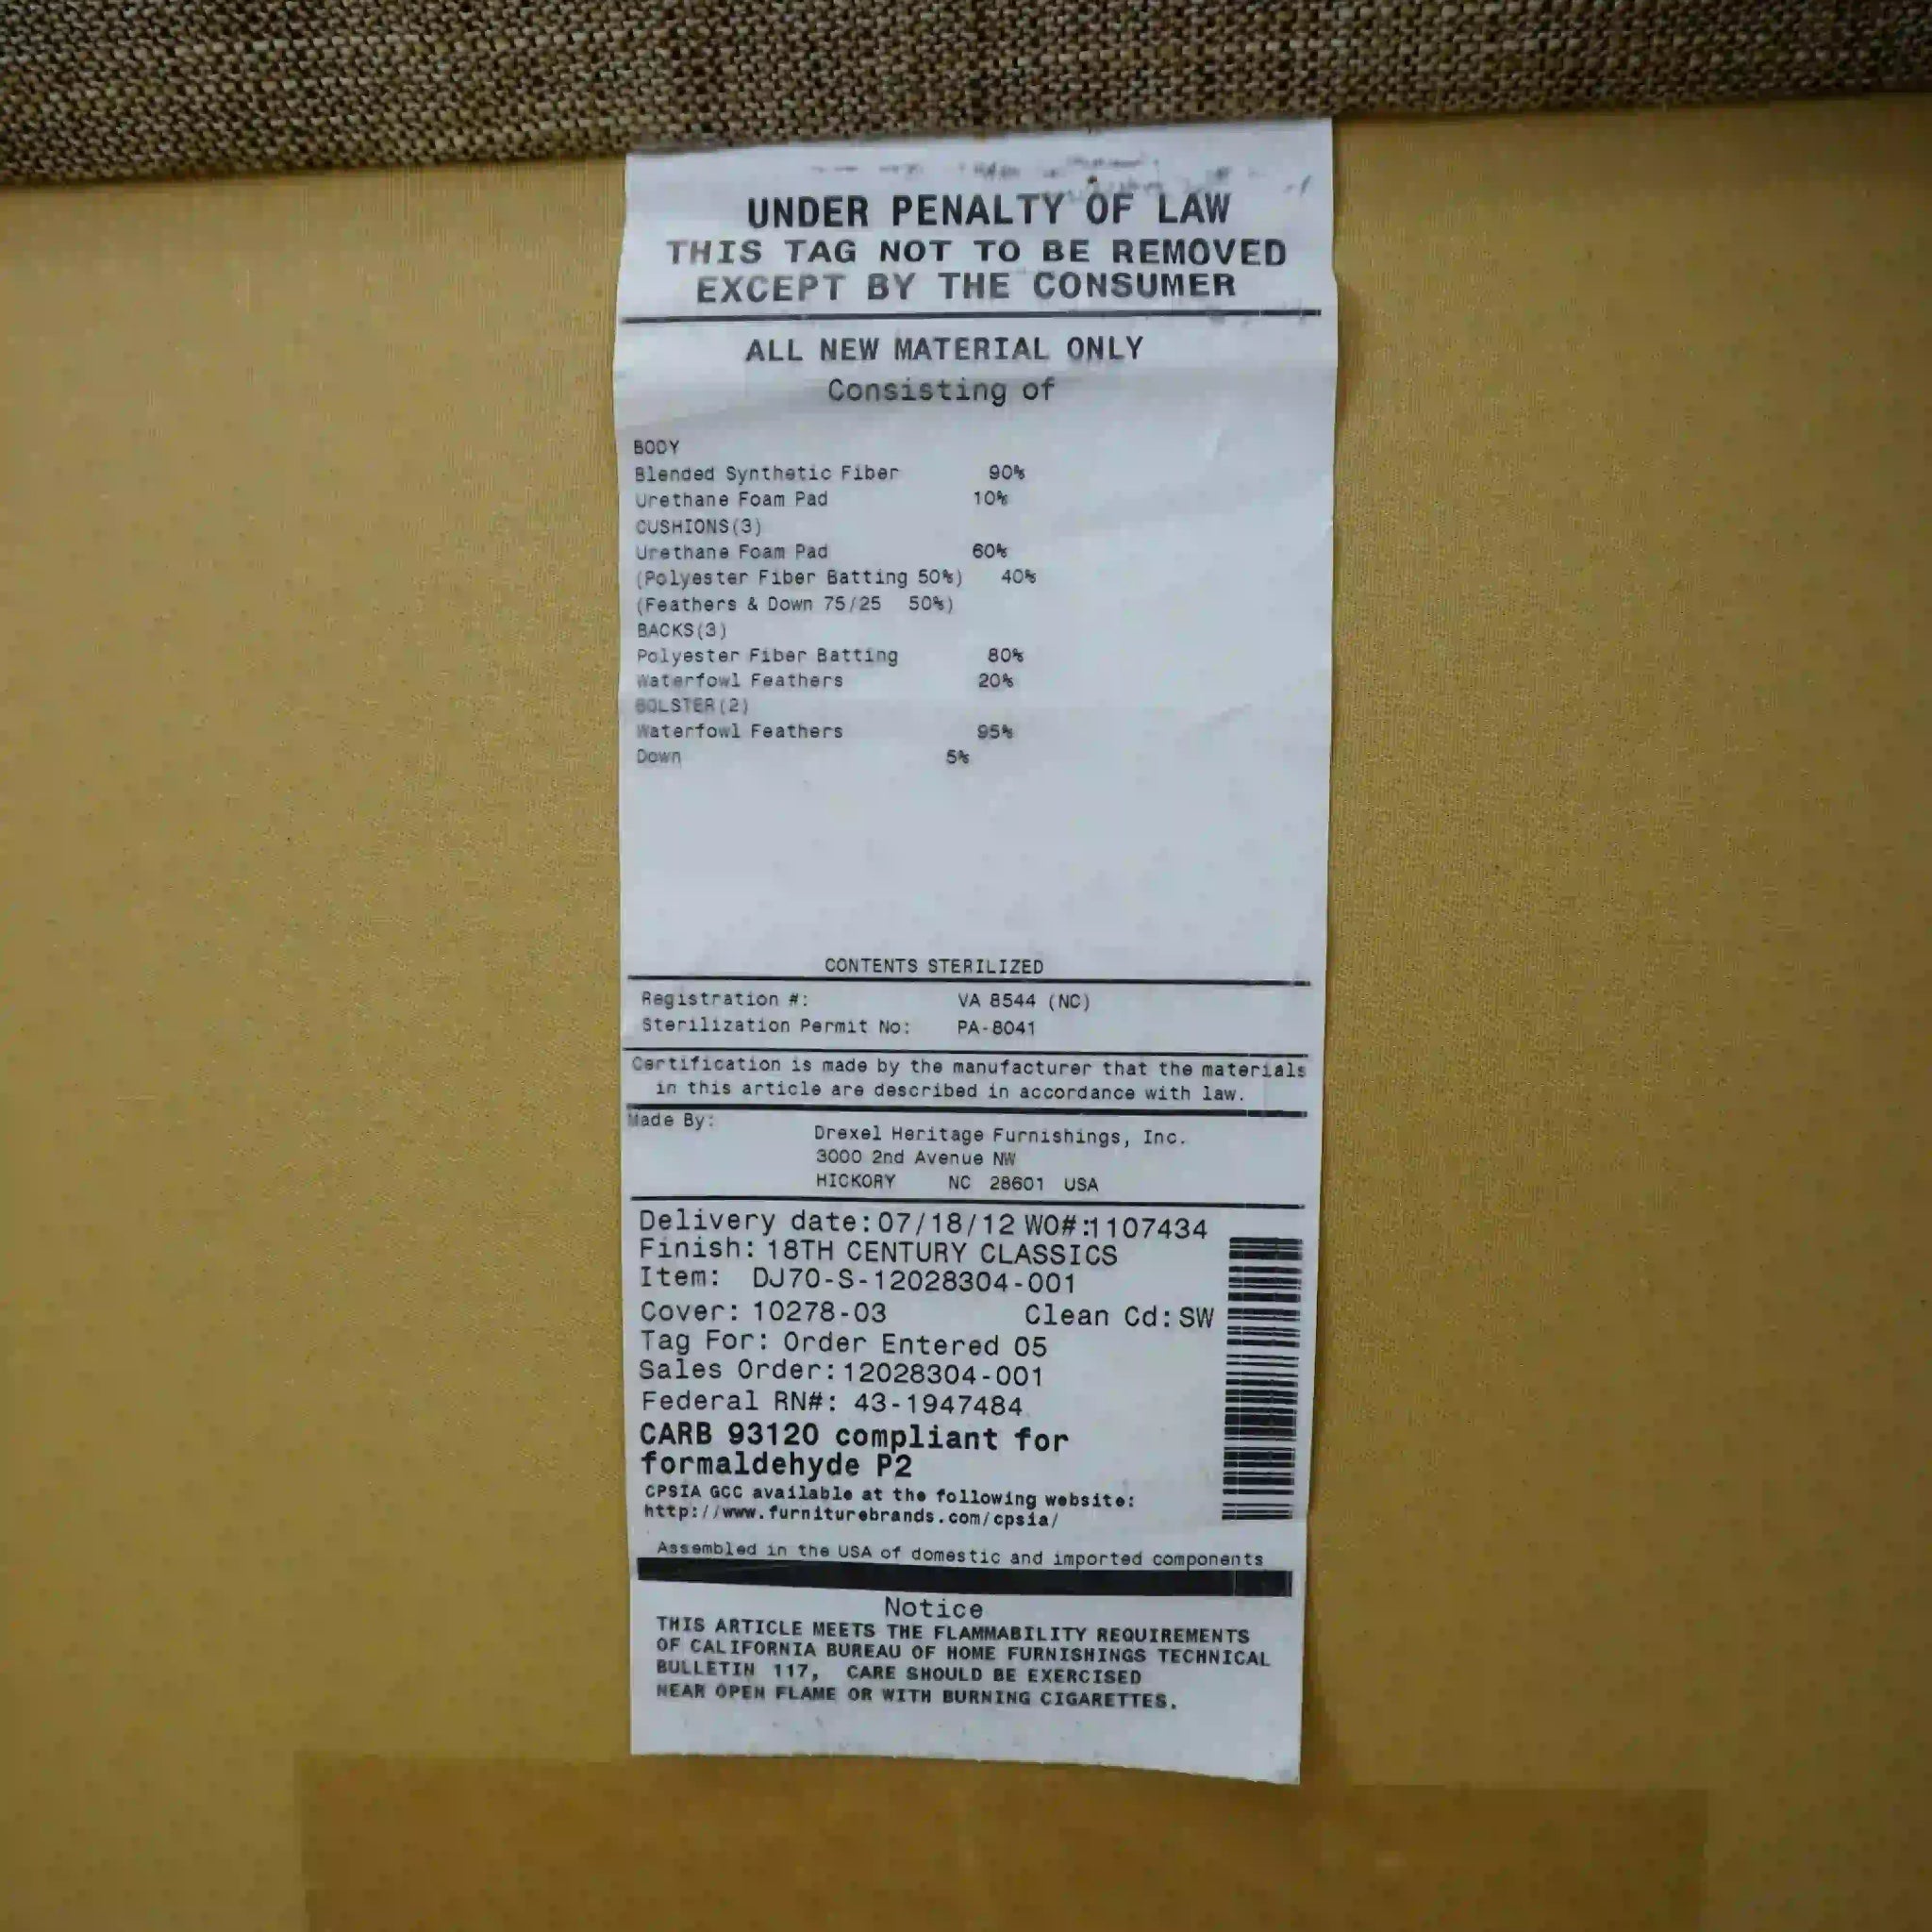 UNDER PENALTY OF LAW
THIS TAG NOT TO BE REMOVED
EXCEPT BY THE CONSUMER
ALL NEW MATERIAL ONLY
Consisting of
BODY
Blended Synthetic Fiber 90%
Urethane Foam Pad 10%
CUSHIONS(3)
Urethane Foam Pad 60%
(Polyester Fiber Batting 50%) 40%
(Feathers & Down 75/25 50%)
BACKS(3)
Polyester Fiber Batting 80%
Waterfowl Feathers 20%
BOLSTER(2)
Waterfowl Feathers 95%
Down 5%
CONTENTS STERILIZED
Registration #: VA 8544 (NC)
Sterilization Permit No: PA-8041
Certification is made by the manufacturer that the materials
in this article are described in accordance with law.
Made By:
Drexel Heritage Furnishings, Inc.
3000 2nd Avenue NW
HICKORY NC 28601 USA
Delivery date:07/18/12 WO#:1107434
Finish: 18TH CENTURY CLASSICS
Item: DJ70-S-12028304-001
Cover: 10278-03 Clean Cd: SW
Tag For: Order Entered 05
Sales Order:12028304-001
Federal RN#: 43-1947484
CARB 93120 compliant for
formaldehyde P2
CPSIA GCC available at the following website:
http://www.furniturebrands.com/cpsia/
Assembled in the USA of domestic and imported components
Notice
THIS ARTICLE MEETS THE FLAMMABILITY REQUIREMENTS
OF CALIFORNIA BUREAU OF HOME FURNISHINGS TECHNICAL
BULLETIN 117, CARE SHOULD BE EXERCISED
NEAR OPEN FLAME OR WITH BURNING CIGARETTES.